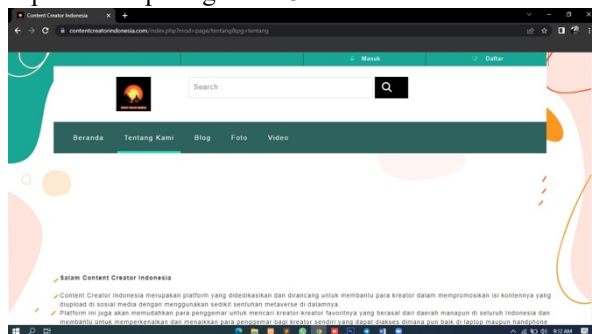 Content Creator Indonesia
contentcreatorindonesia.com/index.php?mod=page/tentang&pg=tentang
Masuk
Daftar
Search :
Beranda Tentang Kami Blog Foto Video
Salam Content Creator Indonesia
Content Creator Indonesia merupakan platform yang didedikasikan dan dirancang untuk membantu para kreator dalam mempromosikan isi kontennya yang
diupload di sosial media dengan menggunakan sedikit sentuhan metaverse di dalamnya.
Platform ini juga akan memudahkan para penggemar untuk mencari kreator-kreator favoritnya yang berasal dari daerah manapun di seluruh Indonesia dan
membantu untuk memperkenalkan dan menaikkan para penggemar bagi kreator sendiri yang dapat diakses dimana pun baik di laptop maupun handphone
9:12 AM